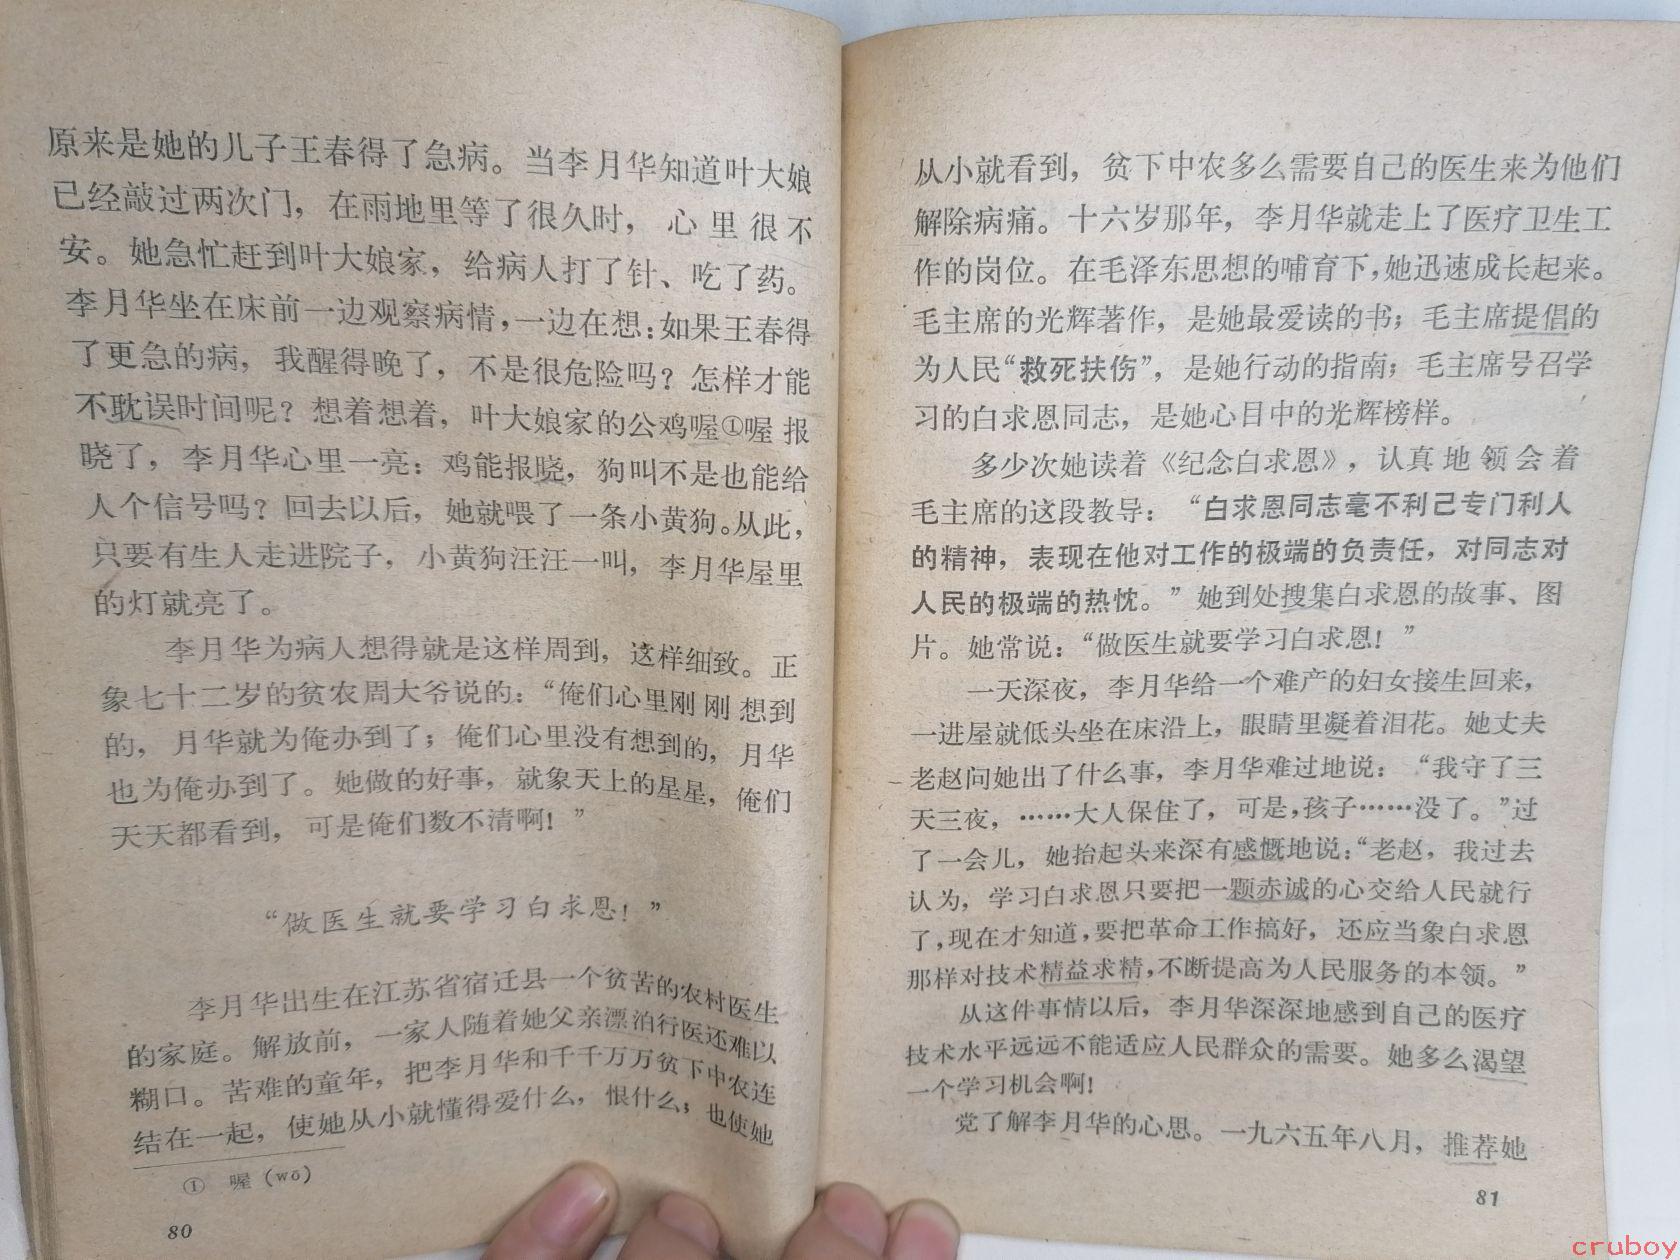 原来是她的儿子王春得了急病。当李月华知道叶大娘
已经敲过两次门，在雨地里等了很久时，心里很不
安。她急忙赶到叶大娘家，给病人打了针、吃了药。
李月华坐在床前一边观察病情，一边在想：如果王春得
了更急的病，我醒得晚了，不是很危险吗？怎样才能
不耽误时间呢？想着想着，叶大娘家的公鸡喔①喔报
晓了，李月华心里一亮：鸡能报晓，狗叫不是也能给
人个信号吗？回去以后，她就喂了一条小黄狗。从此，
只要有生人走进院子，小黄狗汪汪一叫，李月华屋里
的灯就亮了。
李月华为病人想得就是这样周到，这样细致。正
象七十二岁的贫农周大爷说的：“俺们心里刚刚想到
的，月华就为俺办到了；俺们心里没有想到的，月华
也为俺办到了。她做的好事，就象天上的星星，俺们
天天都看到，可是俺们数不清啊！”
“做医生就要学习白求恩！”
李月华出生在江苏省宿迁县一个贫苦的农村医生
的家庭。解放前，一家人随着她父亲漂泊行医还难以
糊口。苦难的童年，把李月华和千千万万贫下中农连
结在一起，使她从小就懂得爱什么，恨什么；也使她
① 喔（wō）
80
从小就看到，贫下中农多么需要自己的医生来为他们
解除病痛。十六岁那年，李月华就走上了医疗卫生工
作的岗位。在毛泽东思想的哺育下，她迅速成长起来。
毛主席的光辉著作，是她最爱读的书；毛主席提倡的
为人民“救死扶伤”，是她行动的指南；毛主席号召学
习的白求恩同志，是她心目中的光辉榜样。
多少次她读着《纪念白求恩》，认真地领会着
毛主席的这段教导：“白求恩同志毫不利己专门利人
的精神，表现在他对工作的极端的负责任，对同志对
人民的极端的热忱。”她到处搜集白求恩的故事、图
片。她常说：“做医生就要学习白求恩！”
一天深夜，李月华给一个难产的妇女接生回来，
一进屋就低头坐在床沿上，眼睛里凝着泪花。她丈夫
老赵问她出了什么事，李月华难过地说：“我守了三
天三夜，……大人保住了，可是，孩子……没了。”过
了一会儿，她抬起头来深有感慨地说：“老赵，我过去
认为，学习白求恩只要把一颗赤诚的心交给人民就行
了，现在才知道，要把革命工作搞好，还应当象白求恩
那样对技术精益求精，不断提高为人民服务的本领。”
从这件事情以后，李月华深深地感到自己的医疗
技术水平远远不能适应人民群众的需要。她多么渴望
一个学习机会啊！
党了解李月华的心思。一九六五年八月，推荐她
81
cruboy